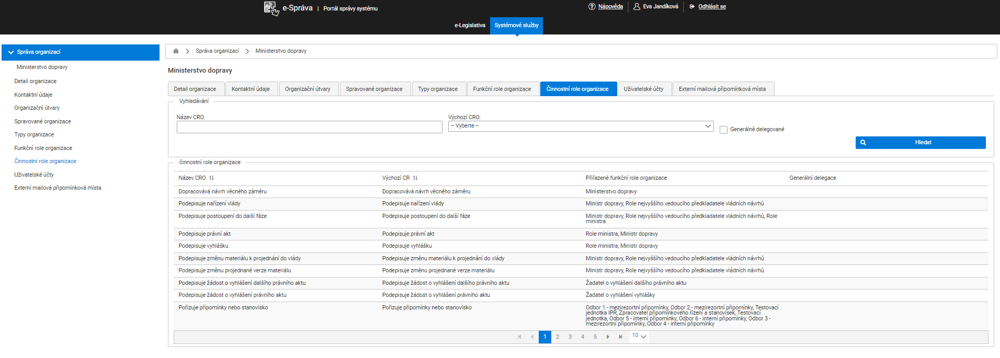 e-Správa | Portál správy systému
Nápověda
Eva Jandíková
Odhlásit se
e-Legislativa
Systémové služby
Správa organizací
Ministerstvo dopravy
Detail organizace
Kontaktní údaje
Organizační útvary
Spravované organizace
Typy organizace
Funkční role organizace
Činnostní role organizace
Uživatelské účty
Externí mailová připomínková místa
Správa organizací
Ministerstvo dopravy
Ministerstvo dopravy
Detail organizace
Kontaktní údaje
Organizační útvary
Spravované organizace
Typy organizace
Funkční role organizace
Činnostní role organizace
Uživatelské účty
Externí mailová připomínková místa
Vyhledávání
Název CRO:
Výchozí CRO:
-- Vyberte --
Generálně delegované
Hledat
činnostní role organizace
Název CRO
Výchozí CR
Přiřazené funkční role organizace
Generální delegace
Dopracovává návrh věcného záměru
Dopracovává návrh věcného záměru
Ministerstvo dopravy
Podepisuje nařízení vlády
Podepisuje nařízení vlády
Ministr dopravy, Role nejvyššího vedoucího předkladatele vládních návrhů
Podepisuje postoupení do další fáze
Podepisuje postoupení do další fáze
Ministr dopravy, Role nejvyššího vedoucího předkladatele vládních návrhů, Role
ministra
Podepisuje právní akt
Podepisuje právní akt
Role ministra, Ministr dopravy
Podepisuje vyhlášku
Podepisuje vyhlášku
Role ministra, Ministr dopravy
Podepisuje změnu materiálu k projednání do vlády
Podepisuje změnu materiálu k projednání do vlády
Ministr dopravy, Role nejvyššího vedoucího předkladatele vládních návrhů
Podepisuje změnu projednané verze materiálu
Podepisuje změnu projednané verze materiálu
Ministr dopravy, Role nejvyššího vedoucího předkladatele vládních návrhů
Podepisuje žádost o vyhlášení dalšího právního aktu
Podepisuje žádost o vyhlášení dalšího právního aktu
Žadatel o vyhlášení dalšího právního aktu
Podepisuje žádost o vyhlášení právního aktu
Podepisuje žádost o vyhlášení právního aktu
Žadatel o vyhlášení vyhlášky
Pořizuje připomínky nebo stanovisko
Pořizuje připomínky nebo stanovisko
Odbor 1 - mezirezortní připomínky, Odbor 2 - mezirezortní připomínky, Testovací
jednotka IPŘ, Zpracovatel připomínkového řízení a stanovisek, Testovací
jednotka, Odbor 5 - interní připomínky, Odbor 6 - interní připomínky, Odbor 3 -
mezirezortní připomínky, Odbor 4 - interní připomínky
1 2 3 4 5 10